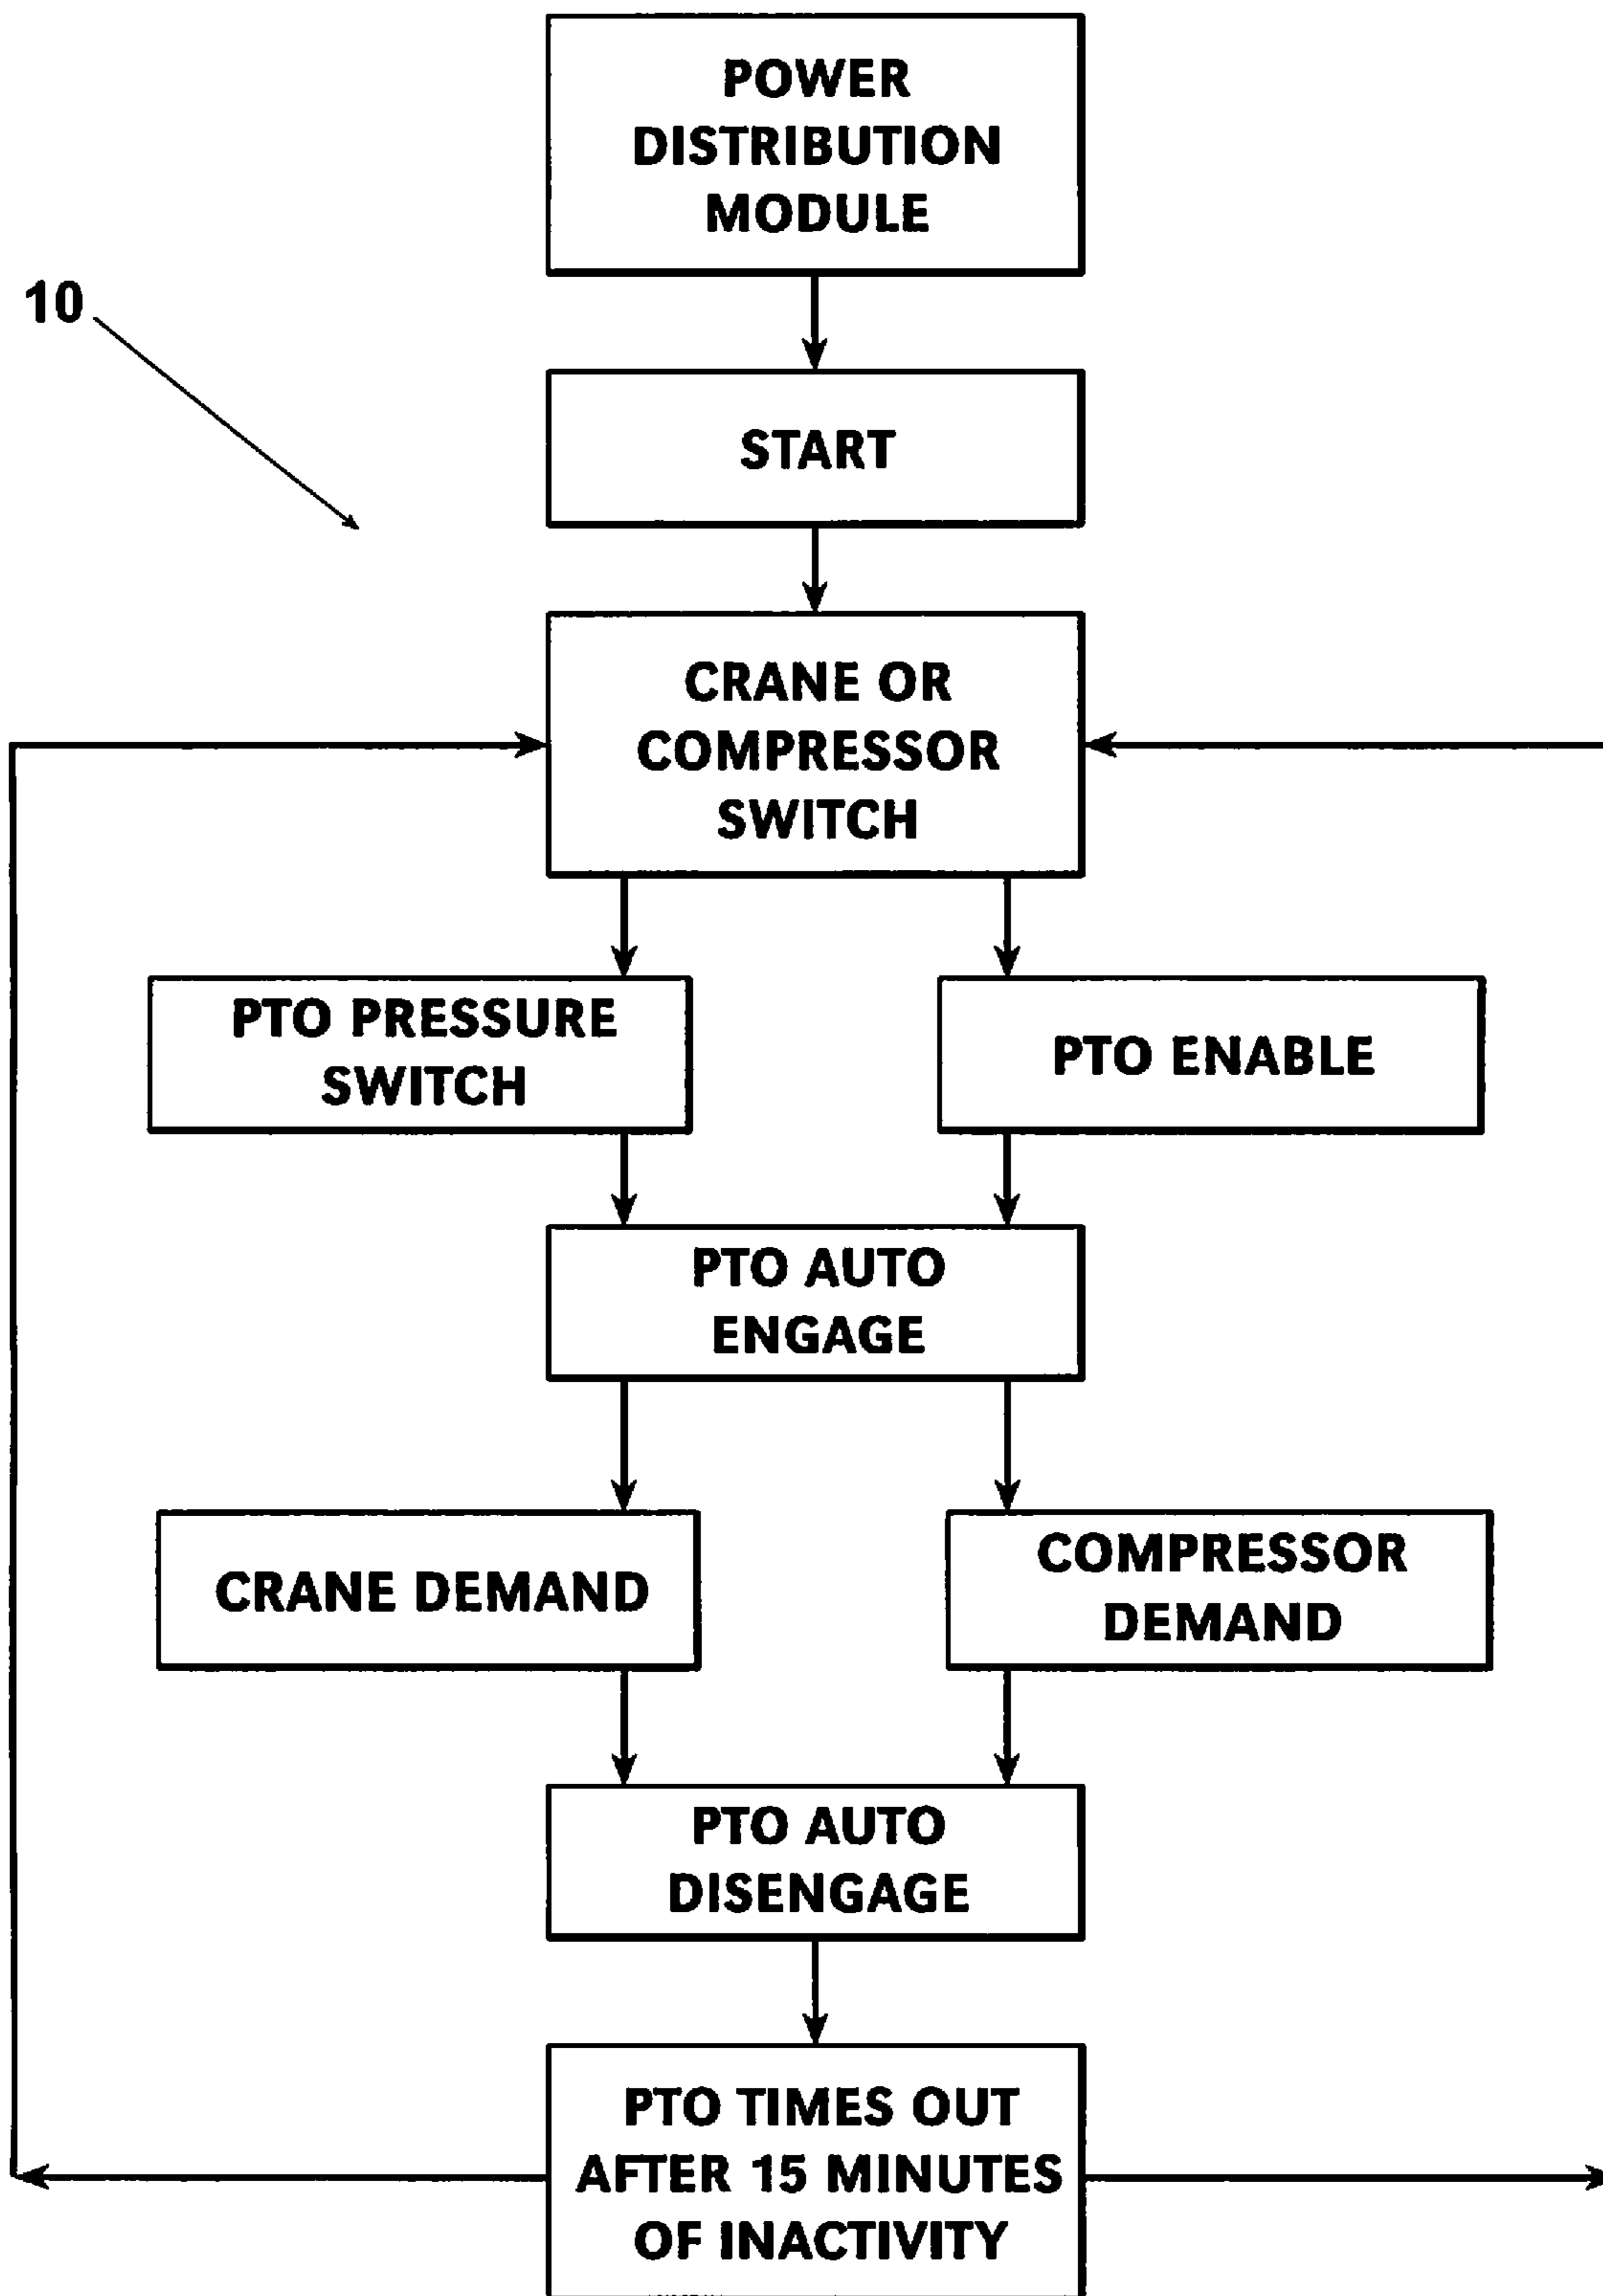 POWER
DISTRIBUTION
MODULE
10
START
CRANE OR
COMPRESSOR
SWITCH
PTO PRESSURE
SWITCH
PTO ENABLE
PTO AUTO
ENGAGE
CRANE DEMAND
COMPRESSOR
DEMAND
PTO AUTO
DISENGAGE
PTO TIMES OUT
AFTER 15 MINUTES
OF INACTIVITY